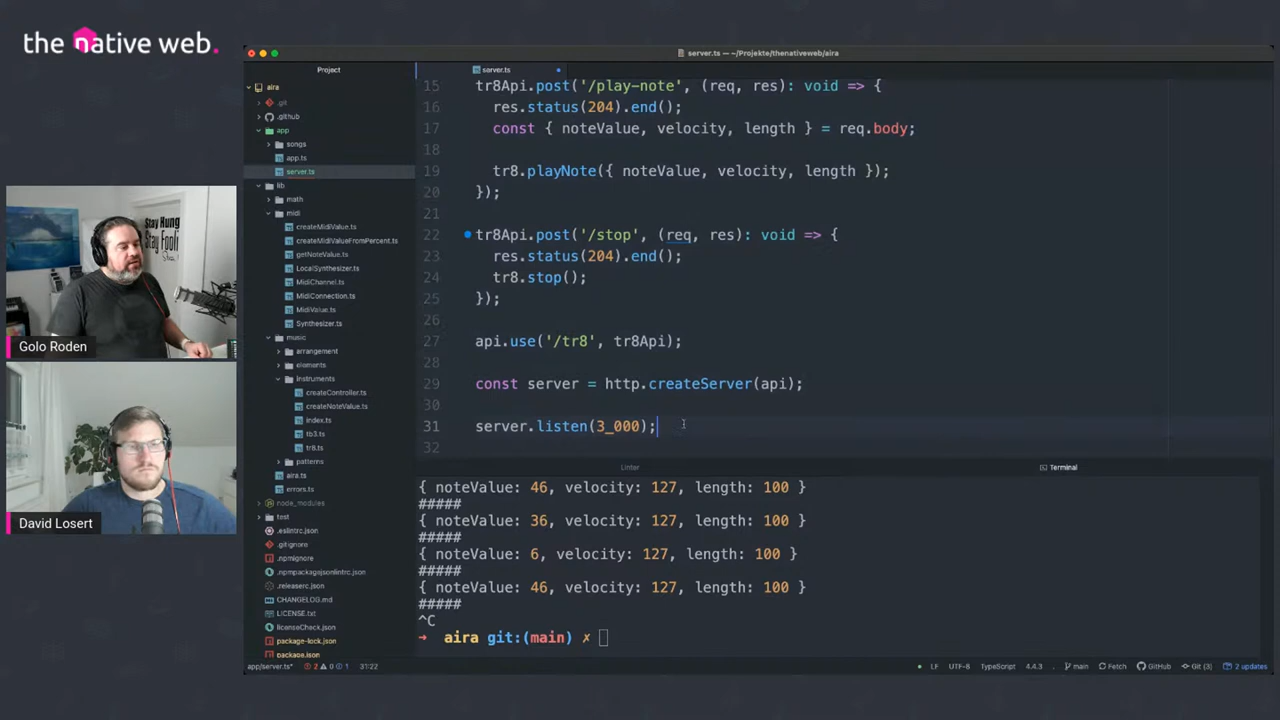 the native web.
server.ts — ~/Projekte/thenativeweb/aira
Project
aira
.git
.github
app
songs
app.ts
server.ts
lib
math
midi
createMidiValue.ts
createMidiValueFromPercent.ts
getNoteValue.ts
LocalSynthesizer.ts
MidiChannel.ts
MidiConnection.ts
MidiValue.ts
Synthesizer.ts
music
arrangement
elements
instruments
createController.ts
createNoteValue.ts
index.ts
tb3.ts
tr8.ts
patterns
aira.ts
errors.ts
node_modules
test
.eslintrc.json
.gitignore
.npmignore
.npmpackagejsonlintrc.json
.releaserc.json
CHANGELOG.md
LICENSE.txt
licenseCheck.json
package-lock.json
package.json
server.ts
15 tr8Api.post('/play-note', (req, res): void => {
16 res.status(204).end();
17 const { noteValue, velocity, length } = req.body;
18
19 tr8.playNote({ noteValue, velocity, length });
20 });
21
22 tr8Api.post('/stop', (req, res): void => {
23 res.status(204).end();
24 tr8.stop();
25 });
26
27 api.use('/tr8', tr8Api);
28
29 const server = http.createServer(api);
30
31 server.listen(3_000);
32
Linter
Terminal
{ noteValue: 46, velocity: 127, length: 100 }
#####
{ noteValue: 36, velocity: 127, length: 100 }
#####
{ noteValue: 6, velocity: 127, length: 100 }
#####
{ noteValue: 46, velocity: 127, length: 100 }
#####
^C
➜ aira git:(main) ✗
app/server.ts* 2 0 1 31:22
LF UTF-8 TypeScript 4.4.3 main Fetch GitHub Git (3) 2 updates
Stay Hung
Stay Fooli
Golo Roden
David Losert